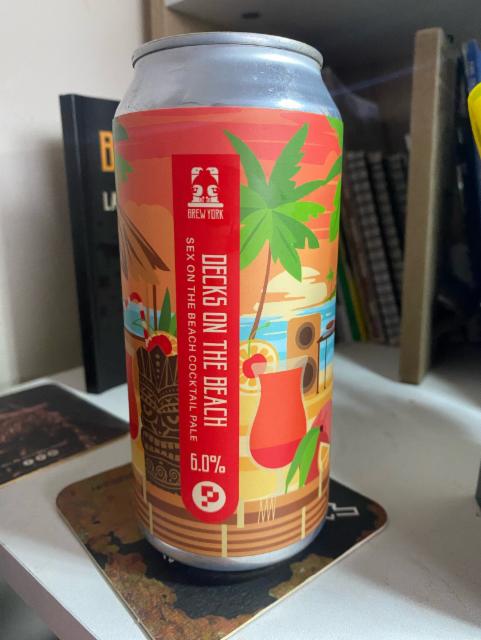 BREW YORK
DECKS ON THE BEACH
SEX ON THE BEACH COCKTAIL PALE
6.0%